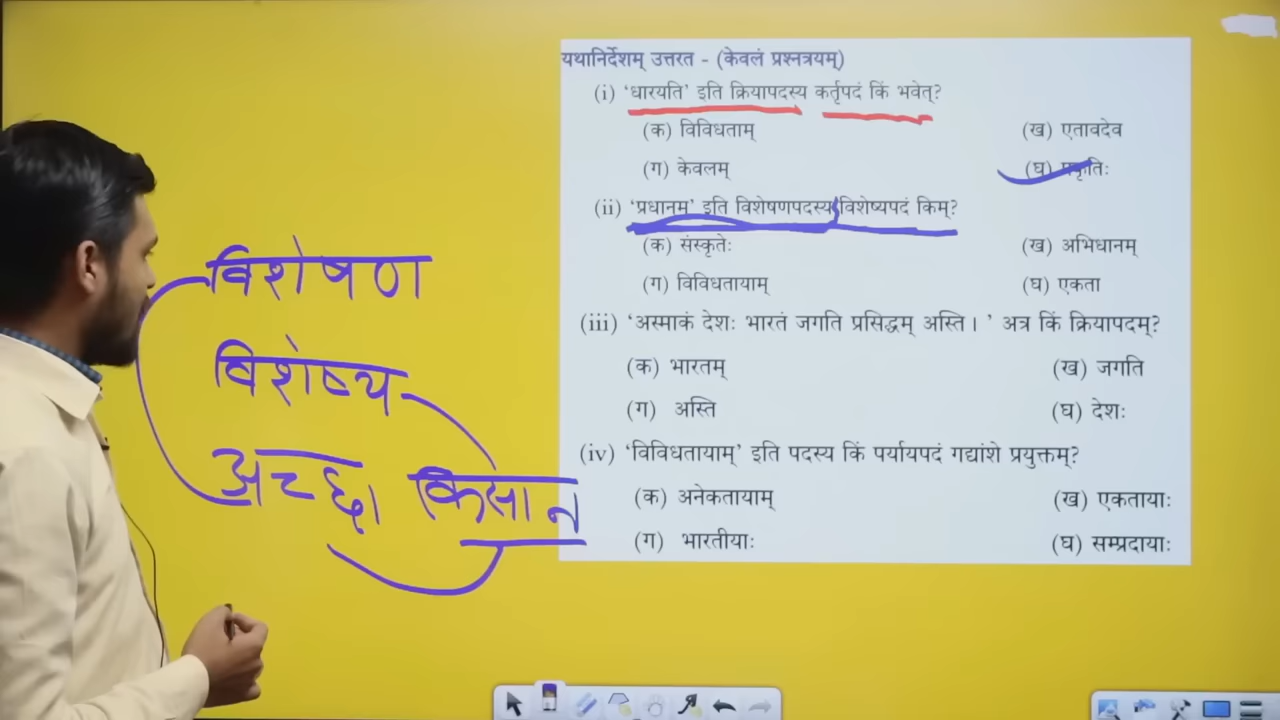 यथानिर्देशम् उत्तरत - (केवलं प्रश्नत्रयम्)
(i) ‘धारयति’ इति क्रियापदस्य कर्तृपदं किं भवेत्?
(क) विविधताम् (ख) एतावदेव
(ग) केवलम् (घ) प्रकृतिः
(ii) ‘प्रधानम’ इति विशेषणपदस्य विशेष्यपदं किम्?
(क) संस्कृतेः (ख) अभिधानम्
(ग) विविधतायाम् (घ) एकता
(iii) ‘अस्माकं देशः भारतं जगति प्रसिद्धम् अस्ति। ’ अत्र किं क्रियापदम्?
(क) भारतम् (ख) जगति
(ग) अस्ति (घ) देशः
(iv) ‘विविधतायाम्’ इति पदस्य किं पर्यायपदं गद्यांशे प्रयुक्तम्?
(क) अनेकतायाम् (ख) एकतायाः
(ग) भारतीयाः (घ) सम्प्रदायाः
विशेषण
विशेष्य
अच्छा किसान